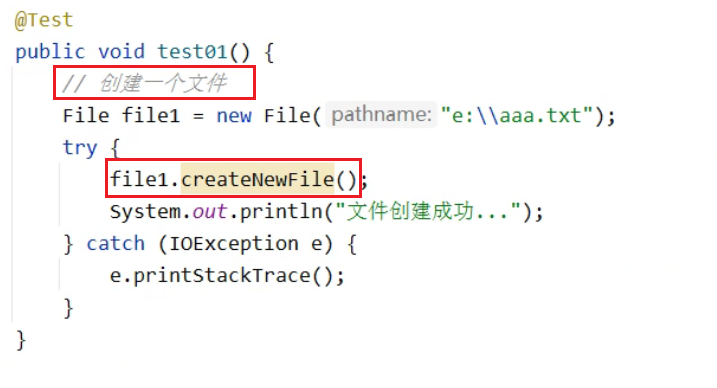 @Test
public void test01() {
// 创建一个文件
File file1 = new File( pathname: "e:\\aaa.txt");
try {
file1.createNewFile();
System.out.println("文件创建成功...");
} catch (IOException e) {
e.printStackTrace();
}
}